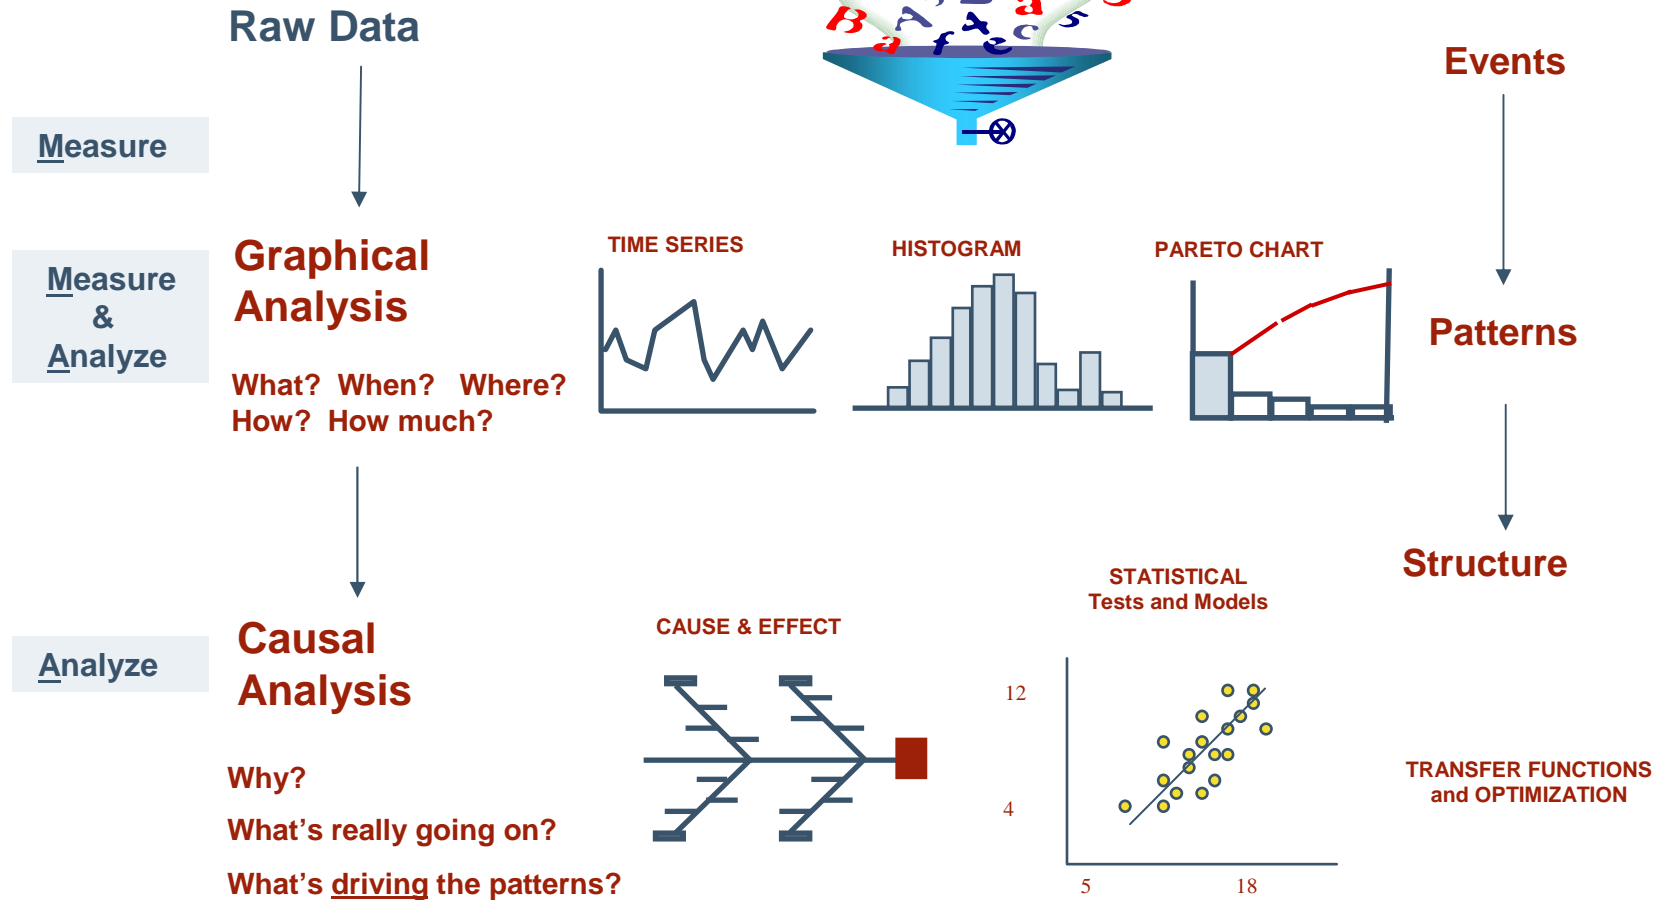 Raw Data
B A a A f e c s
Events
Measure
Graphical
Analysis
Measure
&
Analyze
What? When? Where?
How? How much?
TIME SERIES
HISTOGRAM
PARETO CHART
Patterns
Structure
Causal
Analysis
Analyze
Why?
What's really going on?
What's driving the patterns?
CAUSE & EFFECT
STATISTICAL
Tests and Models
12
4
5
18
TRANSFER FUNCTIONS
and OPTIMIZATION